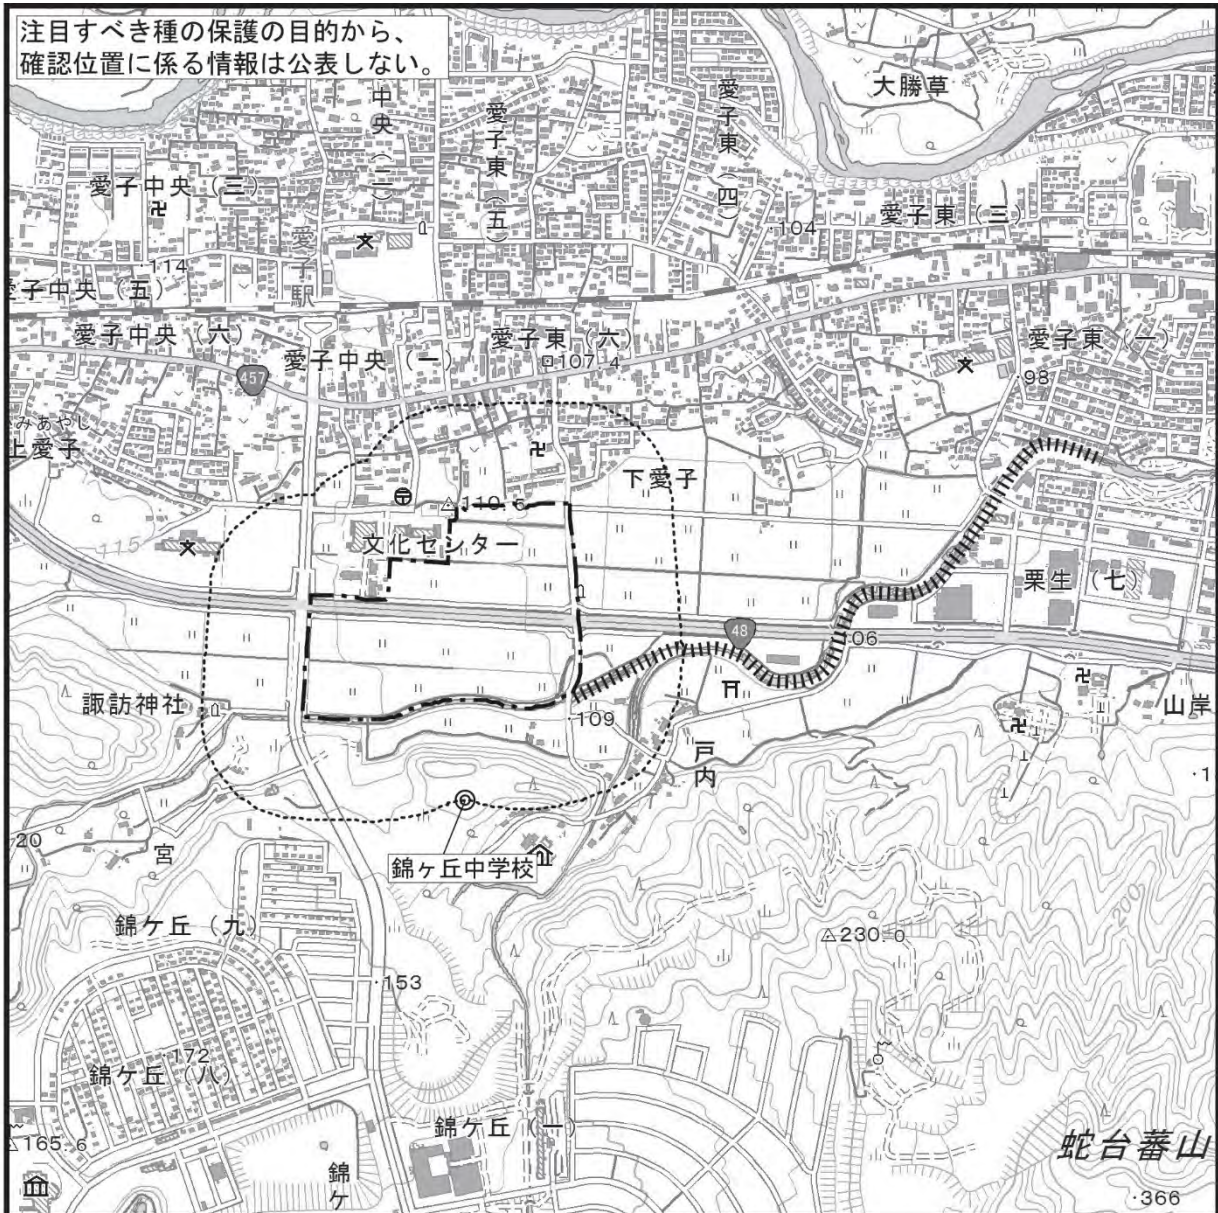 注目すべき種の保護の目的から、
確認位置に係る情報は公表しない。
大勝草
中央(二)
愛子東(五)
愛子東(四)
愛子中央(三)
愛子東(三)
104
愛子駅
114
愛子中央(五)
愛子中央(六)
愛子中央(一)
愛子東(六)
107.4
愛子東(一)
457
98
みあやし
上愛子
下愛子
110.5
115
文化センター
栗生(七)
48
106
諏訪神社
109
戸内
山岸
20
宮
錦ヶ丘中学校
錦ケ丘(九)
230.0
200
153
172
錦ケ丘(八)
165.6
錦ケ丘(一)
錦ケ
蛇台蕃山
366